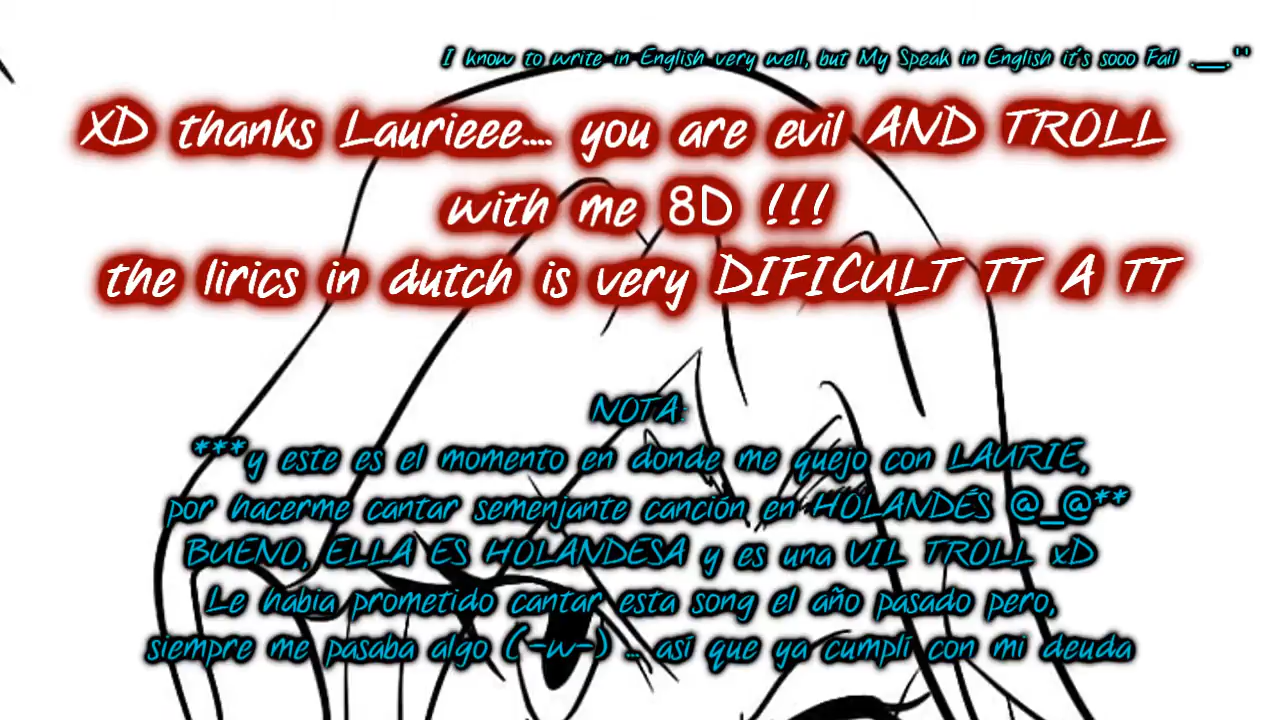 I know to write in English very well, but My Speak in English it's sooo Fail .__."
XD thanks Laurieee.... you are evil AND TROLL
with me 8D !!!
the lirics in dutch is very DIFICULT TT A TT
NOTA:
***y este es el momento en donde me quejo con LAURIE,
por hacerme cantar semenjante canción en HOLANDÉS @_@**
BUENO, ELLA ES HOLANDESA y es una VIL TROLL xD
Le habia prometido cantar esta song el año pasado pero,
siempre me pasaba algo (-w-) ... así que ya cumplí con mi deuda